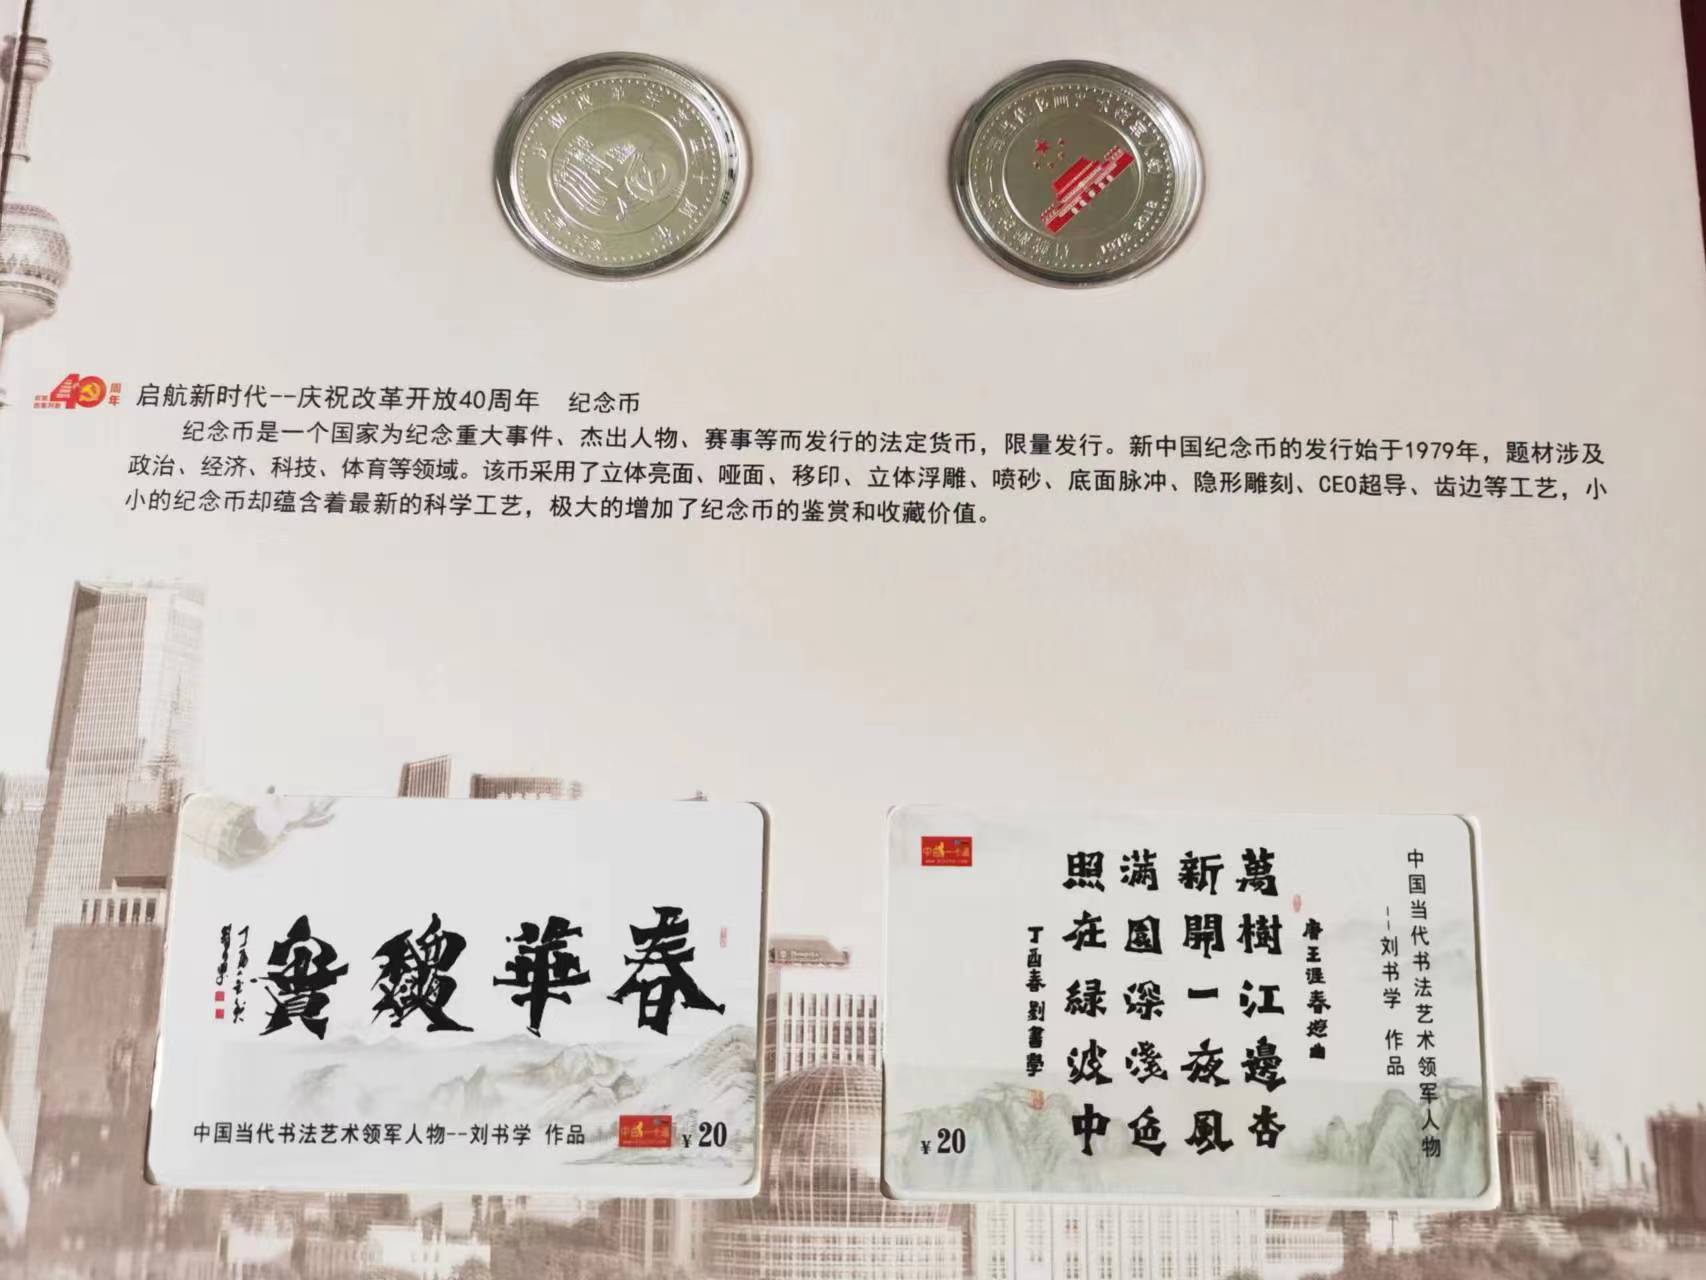 1978-2018
40
周年
启航新时代--庆祝改革开放40周年 纪念币
纪念币是一个国家为纪念重大事件、杰出人物、赛事等而发行的法定货币，限量发行。新中国纪念币的发行始于1979年，题材涉及
政治、经济、科技、体育等领域。该币采用了立体亮面、哑面、移印、立体浮雕、喷砂、底面脉冲、隐形雕刻、CEO超导、齿边等工艺，小
小的纪念币却蕴含着最新的科学工艺，极大的增加了纪念币的鉴赏和收藏价值。
春華穐實
中国当代书法艺术领军人物--刘书学 作品
¥20
中国当代书法艺术领军人物
--刘书学 作品
唐王涯春遊曲
萬樹江邊杏
新開一夜風
满園深淺色
照在緑波中
丁酉春劉書學
¥20